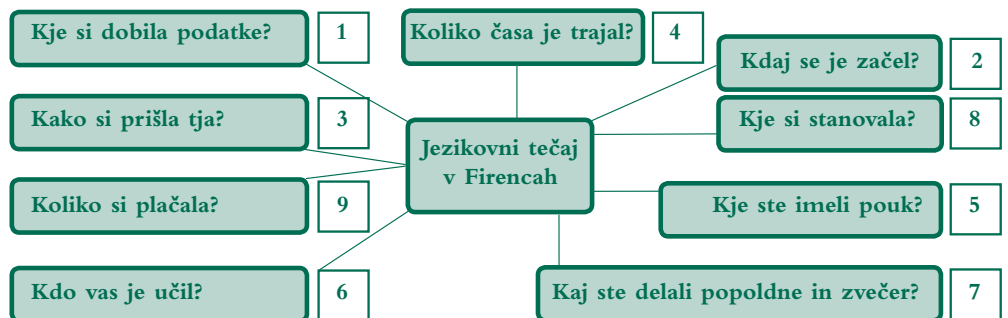 Kje si dobila podatke? 1
Koliko časa je trajal? 4
Kdaj se je začel? 2
Kako si prišla tja? 3
Kje si stanovala? 8
Jezikovni tečaj
v Firencah
Koliko si plačala? 9
Kje ste imeli pouk? 5
Kdo vas je učil? 6
Kaj ste delali popoldne in zvečer? 7